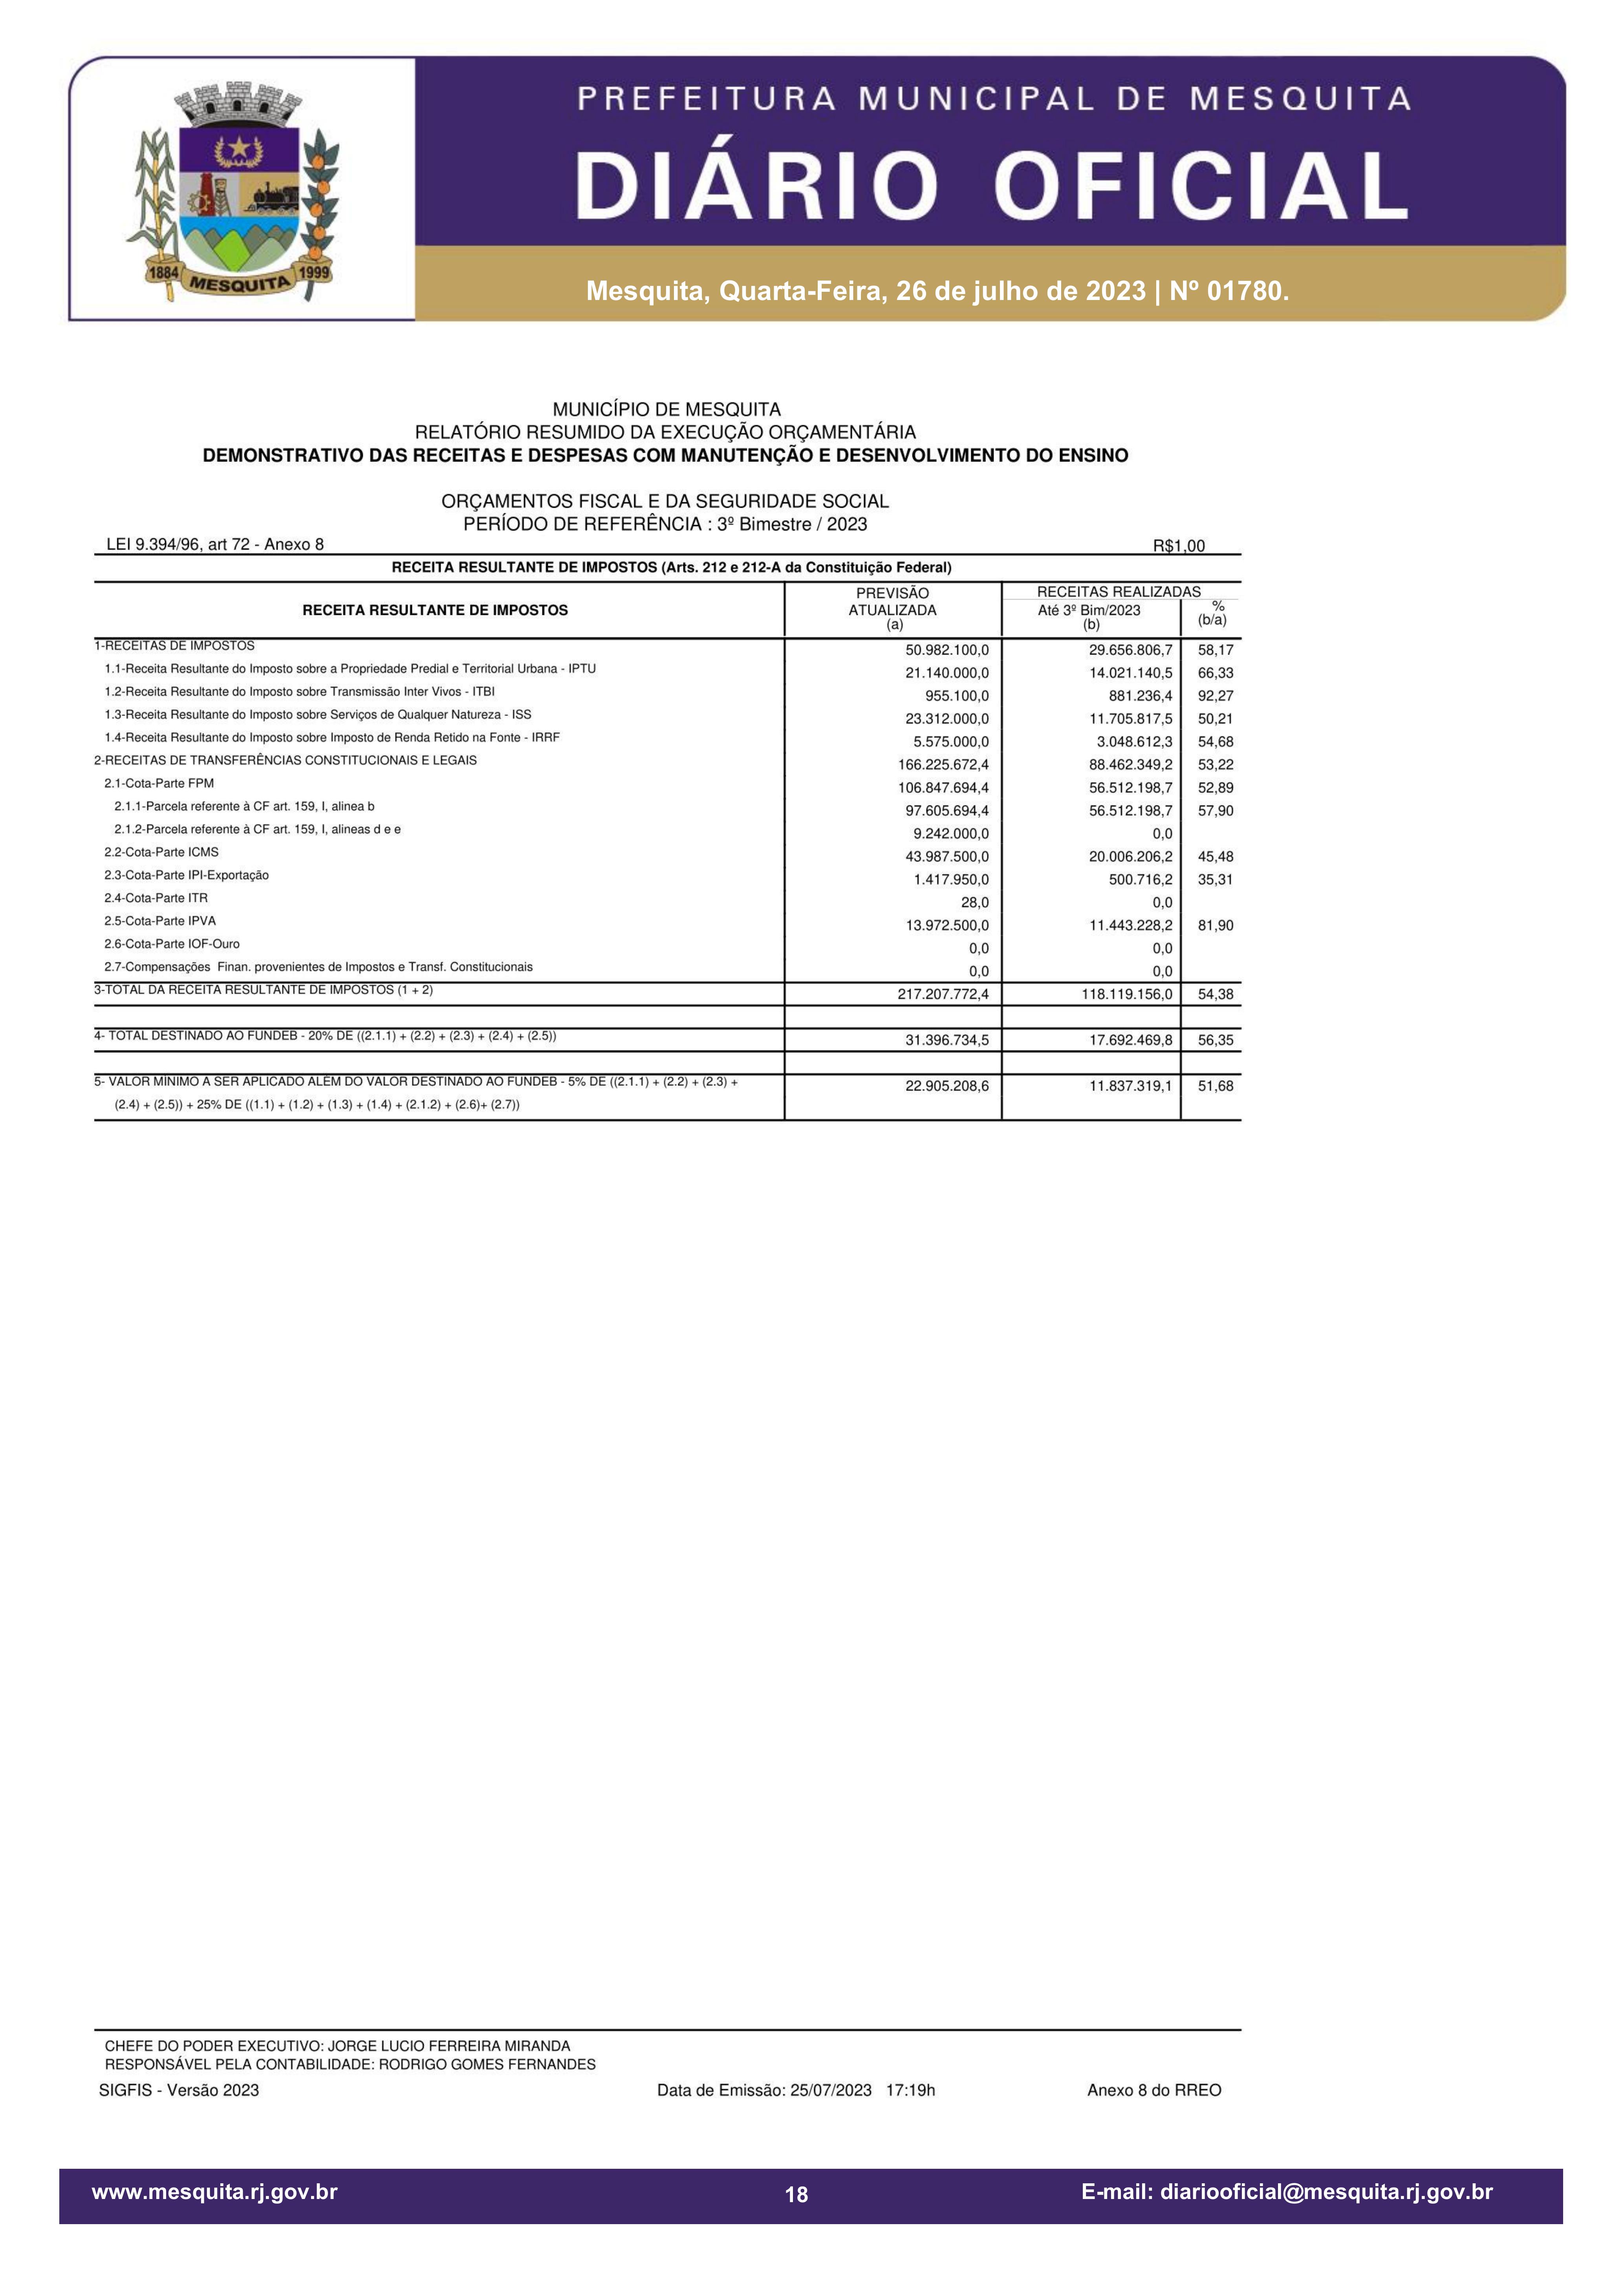 PREFEITURA MUNICIPAL DE MESQUITA
DIÁRIO OFICIAL
1884 MESQUITA 1999
Mesquita, Quarta-Feira, 26 de julho de 2023 | Nº 01780.
MUNICÍPIO DE MESQUITA
RELATÓRIO RESUMIDO DA EXECUÇÃO ORÇAMENTÁRIA
DEMONSTRATIVO DAS RECEITAS E DESPESAS COM MANUTENÇÃO E DESENVOLVIMENTO DO ENSINO
ORÇAMENTOS FISCAL E DA SEGURIDADE SOCIAL
PERÍODO DE REFERÊNCIA : 3º Bimestre / 2023
LEI 9.394/96, art 72 - Anexo 8 R$1,00
RECEITA RESULTANTE DE IMPOSTOS (Arts. 212 e 212-A da Constituição Federal)
RECEITA RESULTANTE DE IMPOSTOS
PREVISÃO
ATUALIZADA
(a)
RECEITAS REALIZADAS
Até 3º Bim/2023
(b)
%
(b/a)
1-RECEITAS DE IMPOSTOS 50.982.100,0 29.656.806,7 58,17
1.1-Receita Resultante do Imposto sobre a Propriedade Predial e Territorial Urbana - IPTU 21.140.000,0 14.021.140,5 66,33
1.2-Receita Resultante do Imposto sobre Transmissão Inter Vivos - ITBI 955.100,0 881.236,4 92,27
1.3-Receita Resultante do Imposto sobre Serviços de Qualquer Natureza - ISS 23.312.000,0 11.705.817,5 50,21
1.4-Receita Resultante do Imposto sobre Imposto de Renda Retido na Fonte - IRRF 5.575.000,0 3.048.612,3 54,68
2-RECEITAS DE TRANSFERÊNCIAS CONSTITUCIONAIS E LEGAIS 166.225.672,4 88.462.349,2 53,22
2.1-Cota-Parte FPM 106.847.694,4 56.512.198,7 52,89
2.1.1-Parcela referente à CF art. 159, I, alinea b 97.605.694,4 56.512.198,7 57,90
2.1.2-Parcela referente à CF art. 159, I, alineas d e e 9.242.000,0 0,0
2.2-Cota-Parte ICMS 43.987.500,0 20.006.206,2 45,48
2.3-Cota-Parte IPI-Exportação 1.417.950,0 500.716,2 35,31
2.4-Cota-Parte ITR 28,0 0,0
2.5-Cota-Parte IPVA 13.972.500,0 11.443.228,2 81,90
2.6-Cota-Parte IOF-Ouro 0,0 0,0
2.7-Compensações Finan. provenientes de Impostos e Transf. Constitucionais 0,0 0,0
3-TOTAL DA RECEITA RESULTANTE DE IMPOSTOS (1 + 2) 217.207.772,4 118.119.156,0 54,38
4- TOTAL DESTINADO AO FUNDEB - 20% DE ((2.1.1) + (2.2) + (2.3) + (2.4) + (2.5)) 31.396.734,5 17.692.469,8 56,35
5- VALOR MÍNIMO A SER APLICADO ALÉM DO VALOR DESTINADO AO FUNDEB - 5% DE ((2.1.1) + (2.2) + (2.3) + 22.905.208,6 11.837.319,1 51,68
(2.4) + (2.5)) + 25% DE ((1.1) + (1.2) + (1.3) + (1.4) + (2.1.2) + (2.6)+ (2.7))
CHEFE DO PODER EXECUTIVO: JORGE LUCIO FERREIRA MIRANDA
RESPONSÁVEL PELA CONTABILIDADE: RODRIGO GOMES FERNANDES
SIGFIS - Versão 2023 Data de Emissão: 25/07/2023 17:19h Anexo 8 do RREO
www.mesquita.rj.gov.br 18 E-mail: diariooficial@mesquita.rj.gov.br